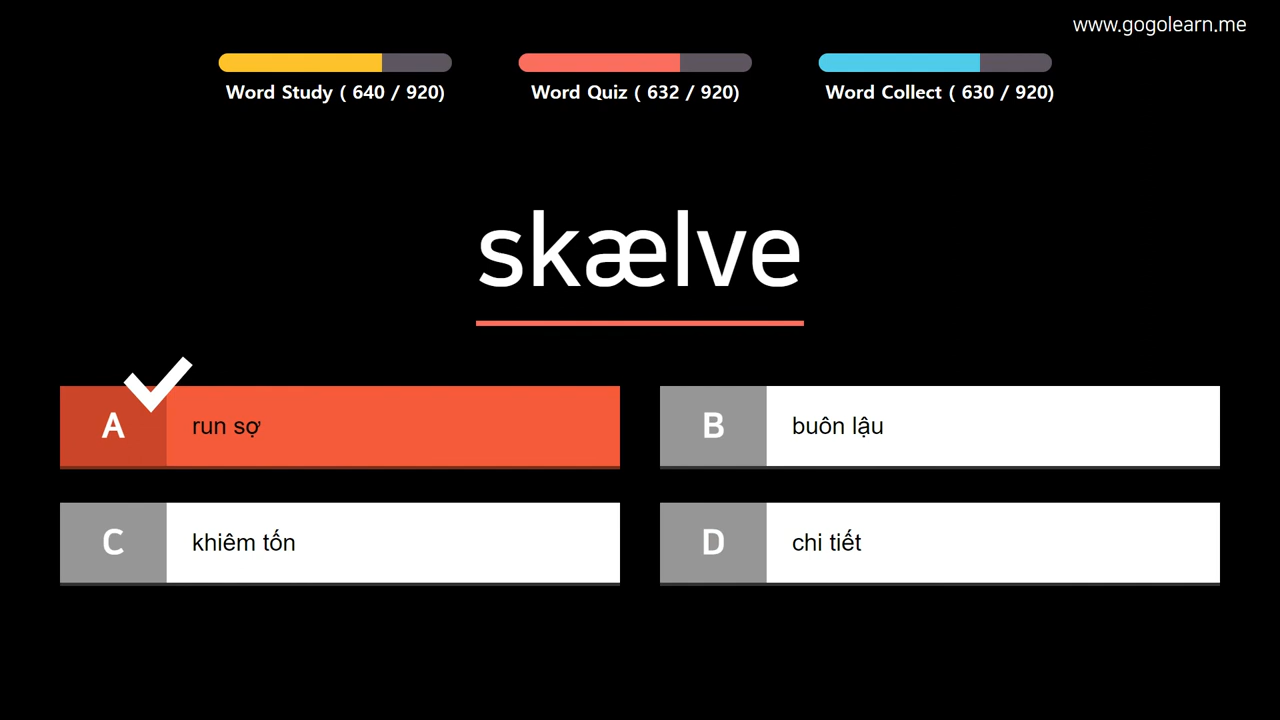 www.gogolearn.me
Word Study ( 640 / 920)
Word Quiz ( 632 / 920)
Word Collect ( 630 / 920)
skælve
A run sợ
B buôn lậu
C khiêm tốn
D chi tiết